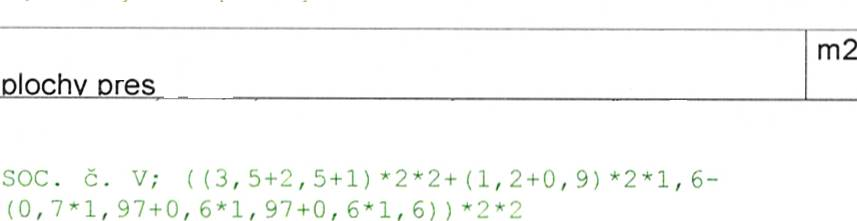 m2
plochy pres
SOC. č. V; ((3,5+2,5+1)*2*2+(1,2+0,9)*2*1,6-
(0,7*1,97+0,6*1,97+0,6*1,6))*2*2